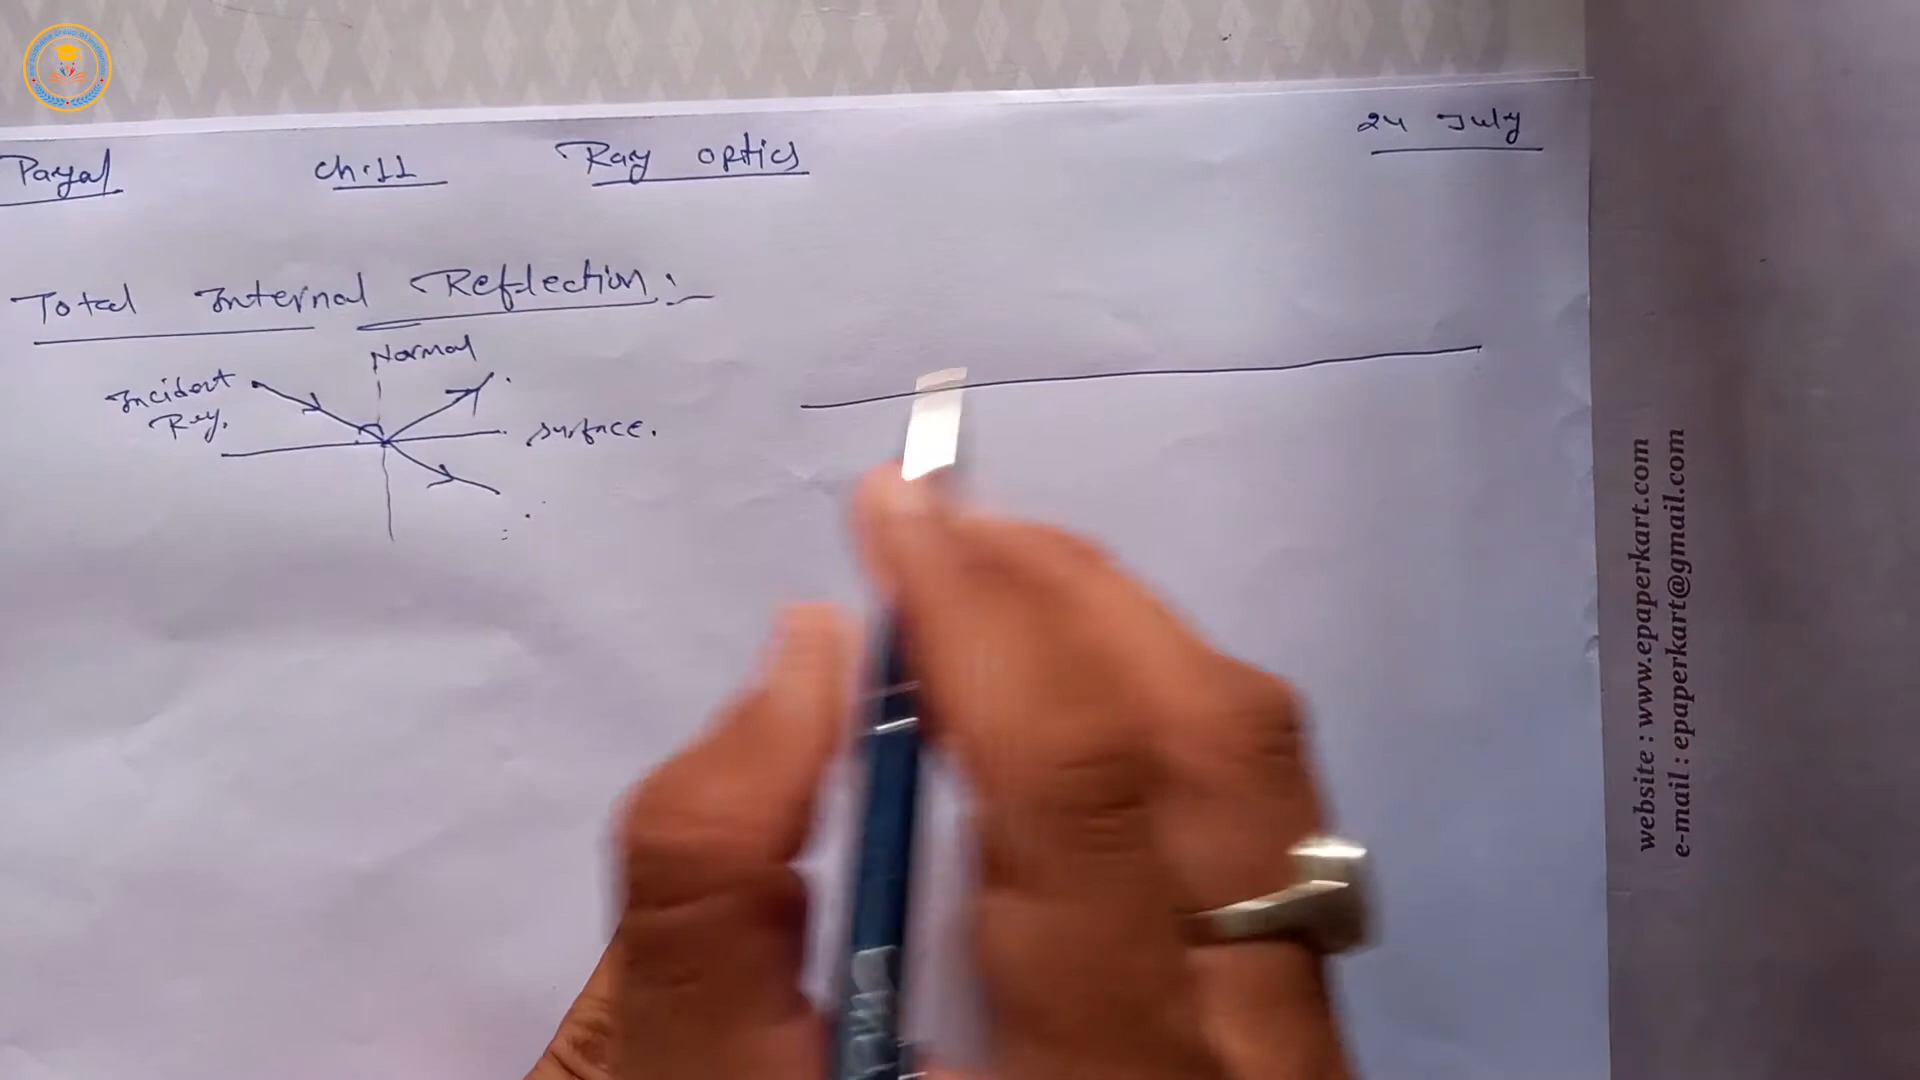 24 July
Payal Ch.11 Ray optics
Total Internal Reflection:-
Normal
Incident
Ray.
surface.
website : www.epaperkart.com
e-mail : epaperkart@gmail.com